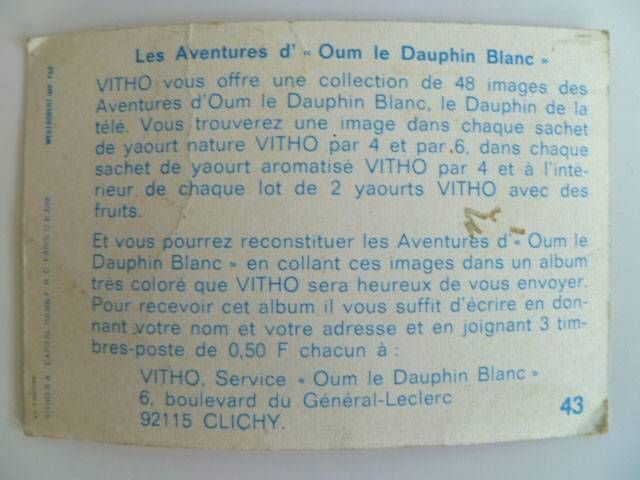 Les Aventures d' « Oum le Dauphin Blanc »
VITHO vous offre une collection de 48 images des
Aventures d'Oum le Dauphin Blanc, le Dauphin de la
télé. Vous trouverez une image dans chaque sachet
de yaourt nature VITHO par 4 et par 6, dans chaque
sachet de yaourt aromatisé VITHO par 4 et à l'inté-
rieur de chaque lot de 2 yaourts VITHO avec des
fruits.
Et vous pourrez reconstituer les Aventures d'« Oum le
Dauphin Blanc » en collant ces images dans un album
très coloré que VITHO sera heureux de vous envoyer.
Pour recevoir cet album il vous suffit d'écrire en don-
nant votre nom et votre adresse et en joignant 3 tim-
bres-poste de 0,50 F chacun à :
VITHO, Service « Oum le Dauphin Blanc »
6, boulevard du Général-Leclerc
92115 CLICHY.
43